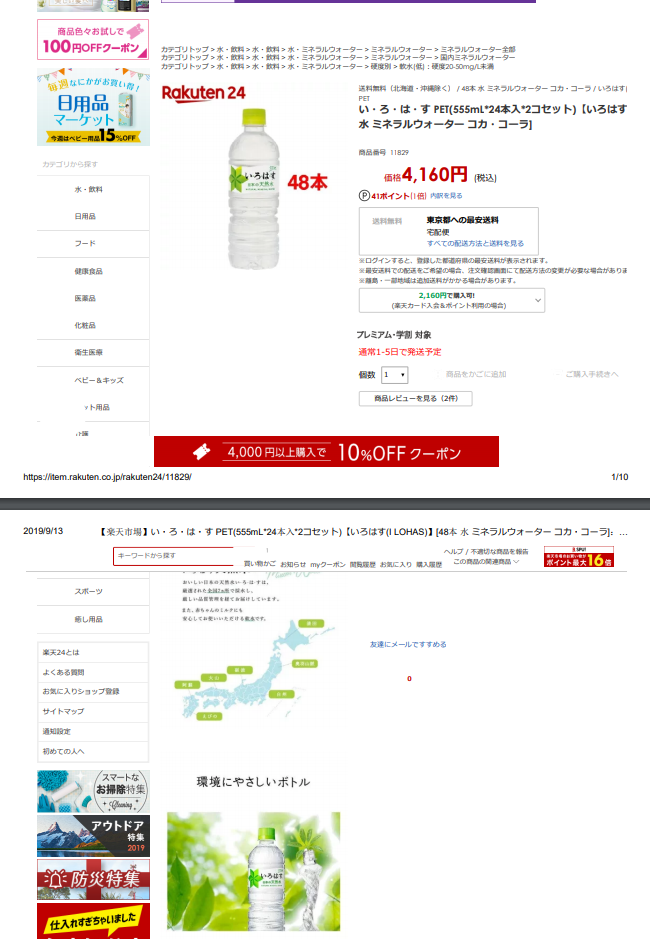 商品色々お試しで
100円OFFクーポン
毎週なにかがお買い得!
日用品
マーケット
今週はベビー用品15%OFF
カテゴリから探す
水・飲料
日用品
フード
健康食品
医薬品
化粧品
衛生医療
ベビー&キッズ
ット用品
カテゴリトップ > 水・飲料 > 水・飲料 > 水・ミネラルウォーター > ミネラルウォーター > ミネラルウォーター全部
カテゴリトップ > 水・飲料 > 水・飲料 > 水・ミネラルウォーター > ミネラルウォーター > 国内ミネラルウォーター
カテゴリトップ > 水・飲料 > 水・飲料 > 水・ミネラルウォーター > 硬度別 > 軟水(低):硬度20-50mg/L未満
Rakuten 24
いろはす
天然水
48本
送料無料(北海道・沖縄除く) / 48本 水 ミネラルウォーター コカ・コーラ / いろはす(
PET
い・ろ・は・す PET(555mL*24本入*2コセット)【いろはす
水 ミネラルウォーター コカ・コーラ]
商品番号 11829
価格4,160円 (税込)
P 41ポイント(1倍) 内訳を見る
送料無料 東京都への最安送料
宅配便
すべての配送方法と送料を見る
※ログインすると、登録した都道府県の最安送料が表示されます。
※最安送料での配送をご希望の場合、注文確認画面にて配送方法の変更が必要な場合がありま
※離島・一部地域は追加送料がかかる場合があります。
2,160円で購入可!
(楽天カード入会&ポイント利用の場合)
プレミアム・学割 対象
通常1-5日で発送予定
個数 1 商品をかごに追加 ご購入手続きへ
商品レビューを見る(2件)
4,000円以上購入で 10%OFFクーポン
https://item.rakuten.co.jp/rakuten24/11829/ 1/10
2019/9/13 【楽天市場】い・ろ・は・す PET(555mL*24本入*2コセット)【いろはす(I LOHAS)】[48本 水 ミネラルウォーター コカ・コーラ]: …
キーワードから探す
買い物かご お知らせ myクーポン 閲覧履歴 お気に入り 購入履歴
ヘルプ / 不適切な商品を報告
この商品の関連商品
SPU
ポイント最大16倍
スポーツ
癒し用品
楽天24とは
よくある質問
お気に入りショップ登録
サイトマップ
通知設定
初めての人へ
スマートな
お掃除特集
Cleaning
アウトドア
特集
2019
防災特集
仕入れすぎちゃいました
おいしい日本の天然水い・ろ・は・すは、
厳選された全国7カ所で採水し、
厳しい品質管理を経てお届けしています。
また、赤ちゃんのミルクにも
安心してお使いいただける軟水です。
友達にメールですすめる
0
環境にやさしいボトル
いろはす